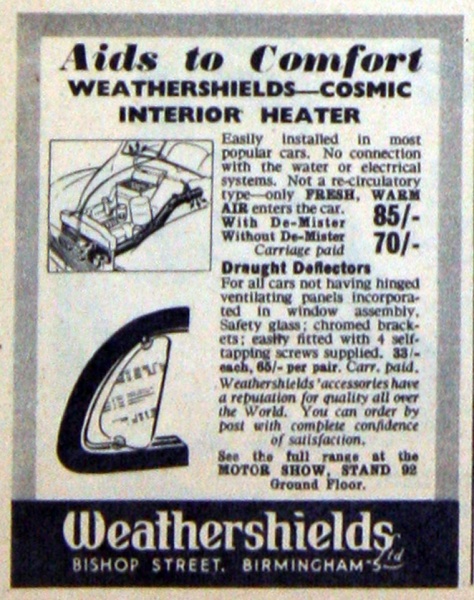 Aids to Comfort
WEATHERSHIELDS—COSMIC
INTERIOR HEATER
Easily installed in most
popular cars. No connection
with the water or electrical
systems. Not a re-circulatory
type—only FRESH, WARM
AIR enters the car.
With De-Mister 85/-
Without De-Mister 70/-
Carriage paid
Draught Deflectors
For all cars not having hinged
ventilating panels incorpora-
ted in window assembly.
Safety glass; chromed brack-
ets; easily fitted with 4 self-
tapping screws supplied. 33/-
each, 65/- per pair. Carr. paid.
Weathershields' accessories have
a reputation for quality all over
the World. You can order by
post with complete confidence
of satisfaction.
See the full range at the
MOTOR SHOW, STAND 92
Ground Floor.
Weathershields Ltd
BISHOP STREET, BIRMINGHAM 5